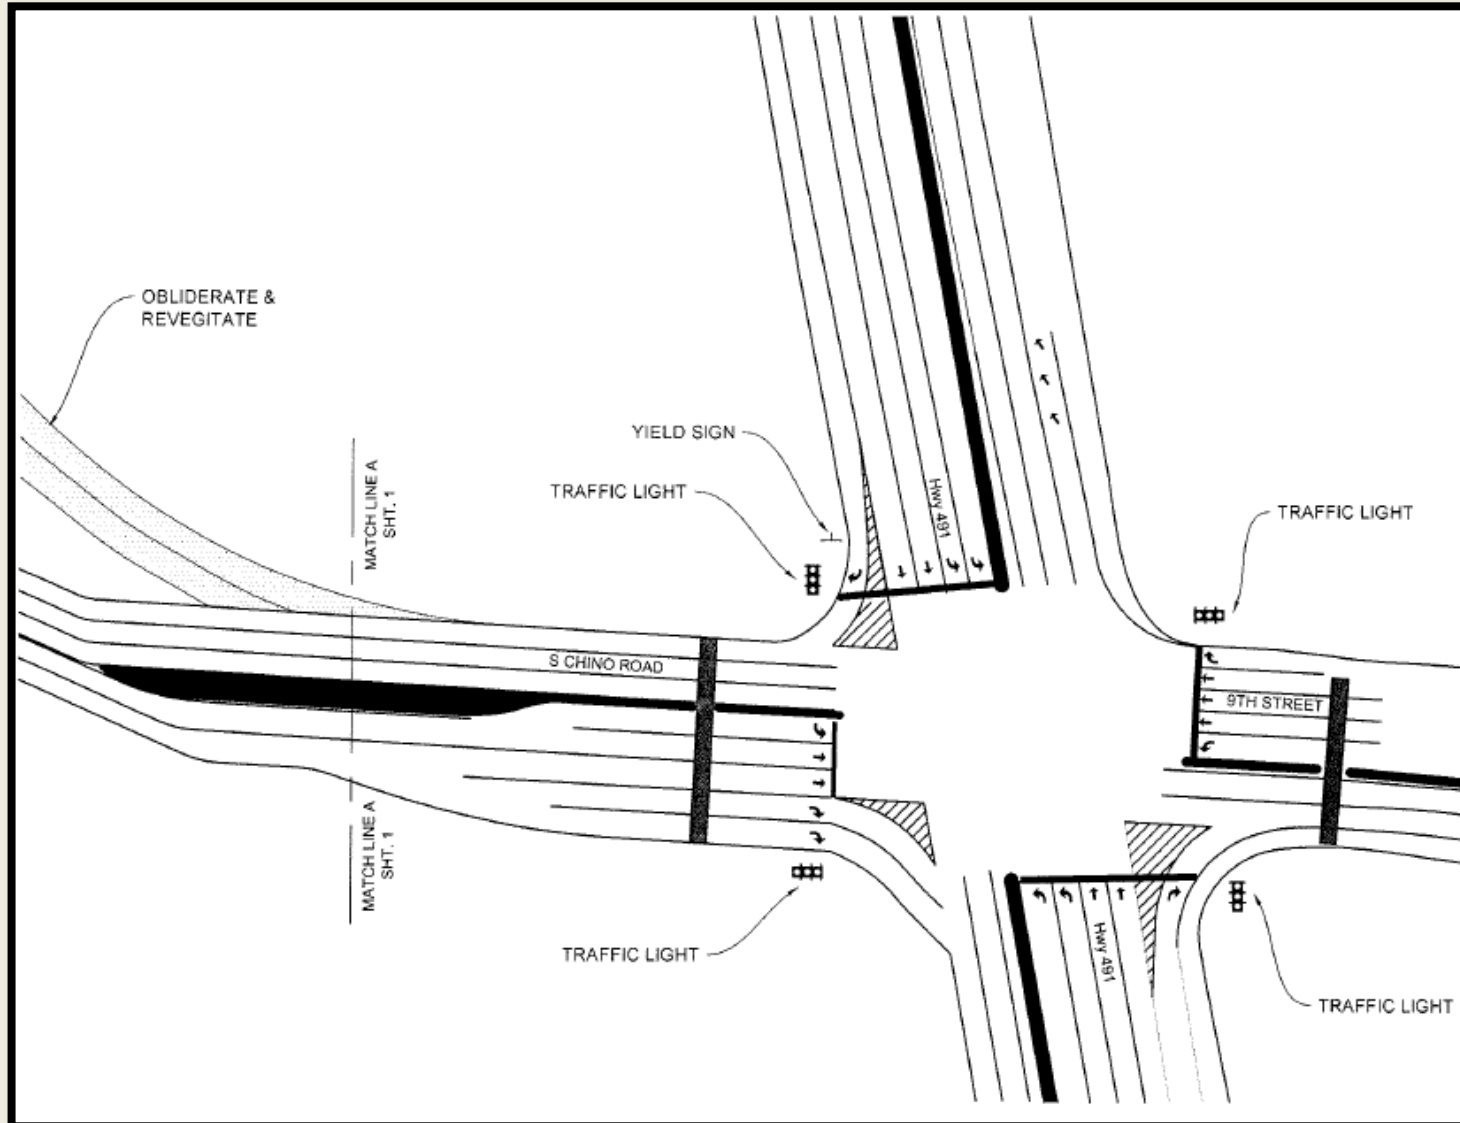 OBLIDERATE &
REVEGITATE
MATCH LINE A
SHT. 1
YIELD SIGN
TRAFFIC LIGHT
Hwy 491
TRAFFIC LIGHT
S CHINO ROAD
9TH STREET
MATCH LINE A
SHT. 1
TRAFFIC LIGHT
Hwy 491
TRAFFIC LIGHT